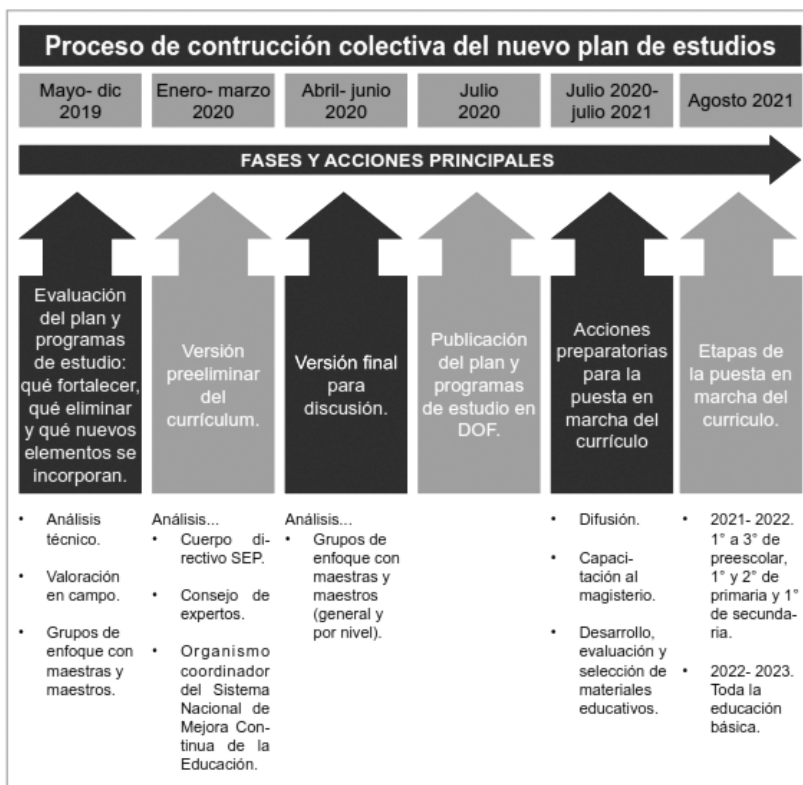 Proceso de contrucción colectiva del nuevo plan de estudios
Mayo- dic
2019
Enero- marzo
2020
Abril- junio
2020
Julio
2020
Julio 2020-
julio 2021
Agosto 2021
FASES Y ACCIONES PRINCIPALES
Evaluación
del plan y
programas
de estudio:
qué fortalecer,
qué eliminar
y qué nuevos
elementos se
incorporan.
Versión
preeliminar
del
currículum.
Versión final
para
discusión.
Publicación
del plan y
programas
de estudio en
DOF.
Acciones
preparatorias
para la
puesta en
marcha del
currículo
Etapas de
la puesta en
marcha del
curriculo.
• Análisis
técnico.
• Valoración
en campo.
• Grupos de
enfoque con
maestras y
maestros.
Análisis...
• Cuerpo di-
rectivo SEP.
• Consejo de
expertos.
• Organismo
coordinador
del Sistema
Nacional de
Mejora Con-
tinua de la
Educación.
Análisis...
• Grupos de
enfoque con
maestras y
maestros
(general y
por nivel).
• Difusión.
• Capaci-
tación al
magisterio.
• Desarrollo,
evaluación y
selección de
materiales
educativos.
• 2021- 2022.
1° a 3° de
preescolar,
1° y 2° de
primaria y 1°
de secunda-
ria.
• 2022- 2023.
Toda la
educación
básica.